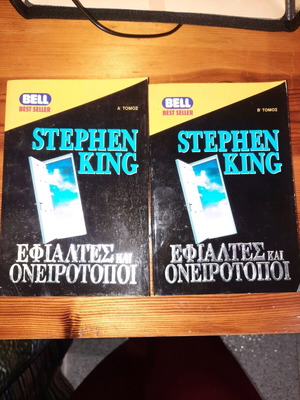 BELL
BEST SELLER
Α΄ ΤΟΜΟΣ
STEPHEN
KING
ΕΦΙΑΛΤΕΣ ΚΑΙ
ΟΝΕΙΡΟΤΟΠΟΙ
BELL
BEST SELLER
Β΄ ΤΟΜΟΣ
STEPHEN
KING
ΕΦΙΑΛΤΕΣ ΚΑΙ
ΟΝΕΙΡΟΤΟΠΟΙ